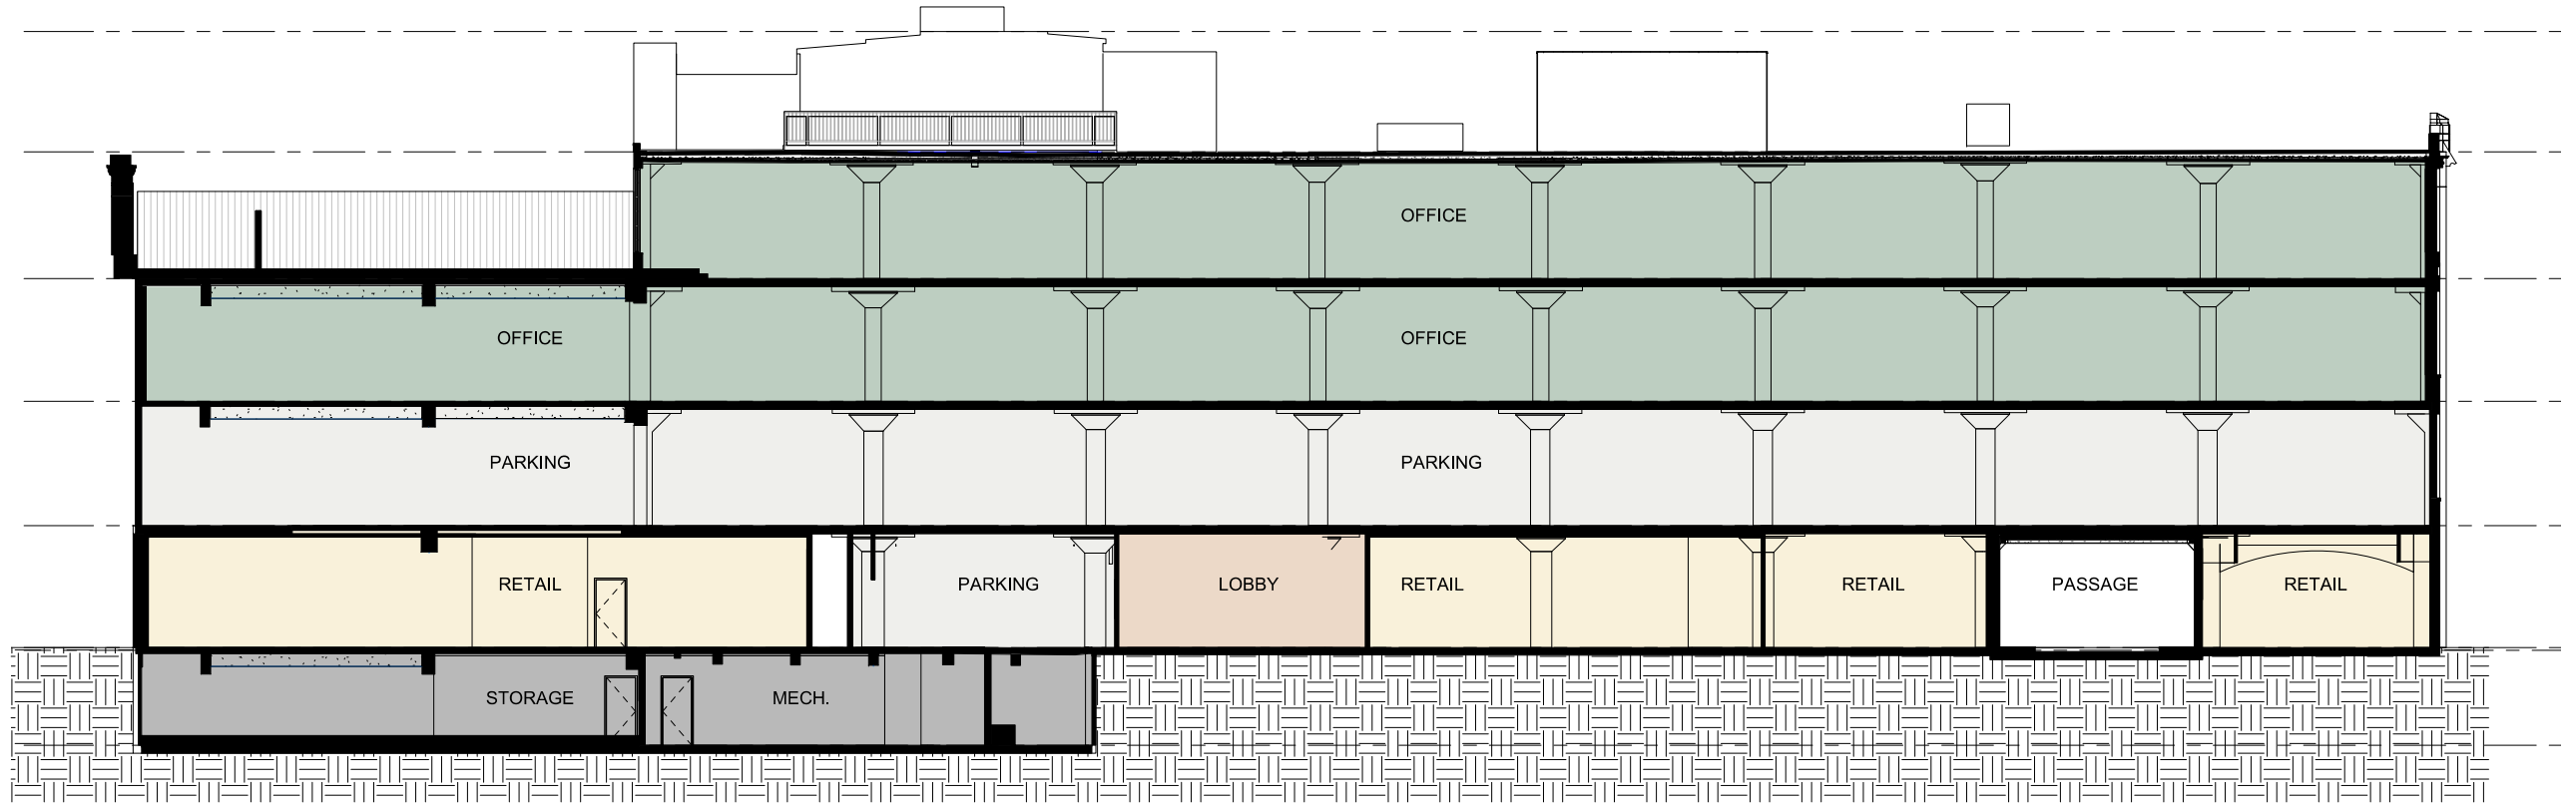 OFFICE
OFFICE
OFFICE
PARKING
PARKING
RETAIL
PARKING
LOBBY
RETAIL
RETAIL
PASSAGE
RETAIL
STORAGE
MECH.